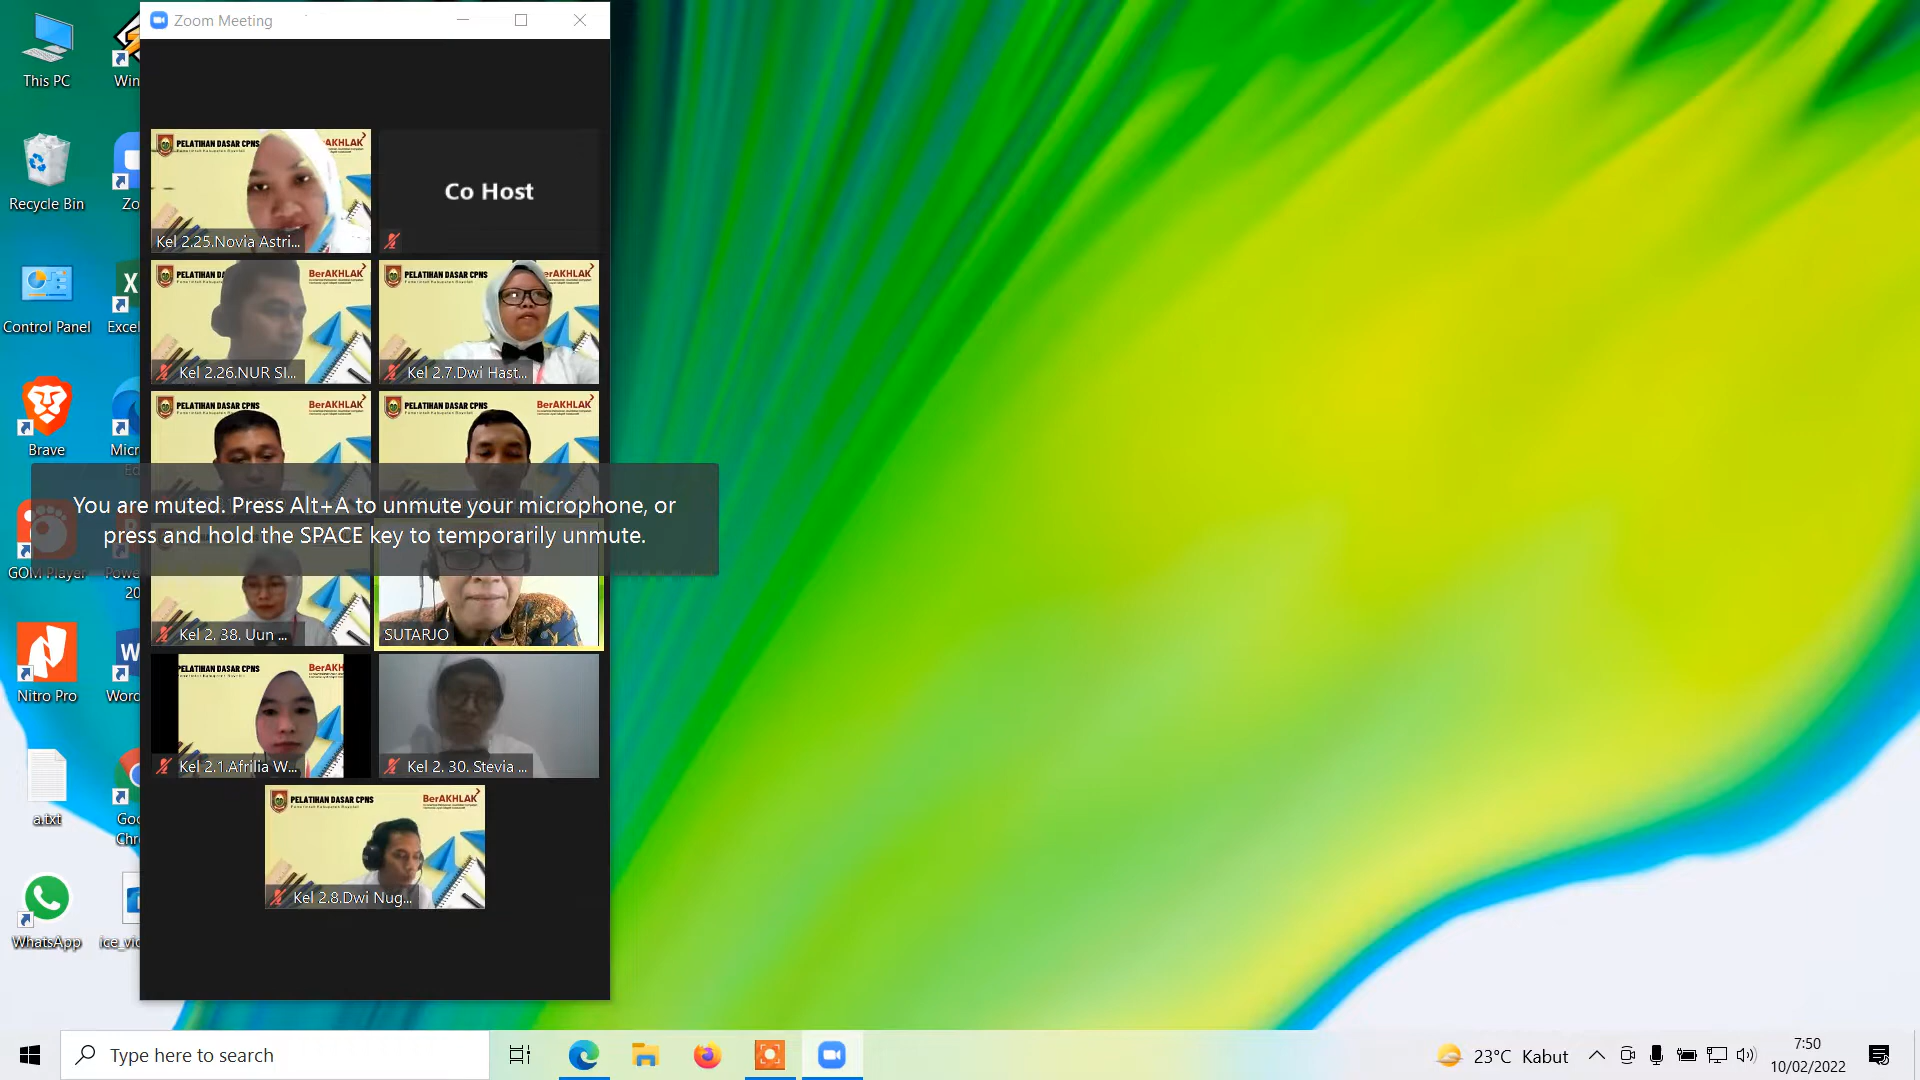 Zoom Meeting
This PC
Win
Recycle Bin
Zo
Control Panel
Excel
Brave
Micr
Ed
GOM Player
Powe
20
Nitro Pro
Word
a.txt
Goo
Chr
WhatsApp
ice_vid
PELATIHAN DASAR CPNS
AKHLAK
Kel 2.25.Novia Astri...
Co Host
PELATIHAN DA
BerAKHLAK
Kel 2.26.NUR SI...
PELATIHAN DASAR CPNS
erAKHLAK
Kel 2.7.Dwi Hast...
PELATIHAN DASAR CPNS
BerAKHLAK
PELATIHAN DASAR CPNS
BerAKHLAK
You are muted. Press Alt+A to unmute your microphone, or
press and hold the SPACE key to temporarily unmute.
Kel 2. 38. Uun ...
SUTARJO
PELATIHAN DASAR CPNS
BerAKH
Kel 2.1.Afrilia W...
Kel 2. 30. Stevia ...
PELATIHAN DASAR CPNS
BerAKHLAK
Kel 2.8.Dwi Nug...
Type here to search
23°C Kabut
7:50
10/02/2022